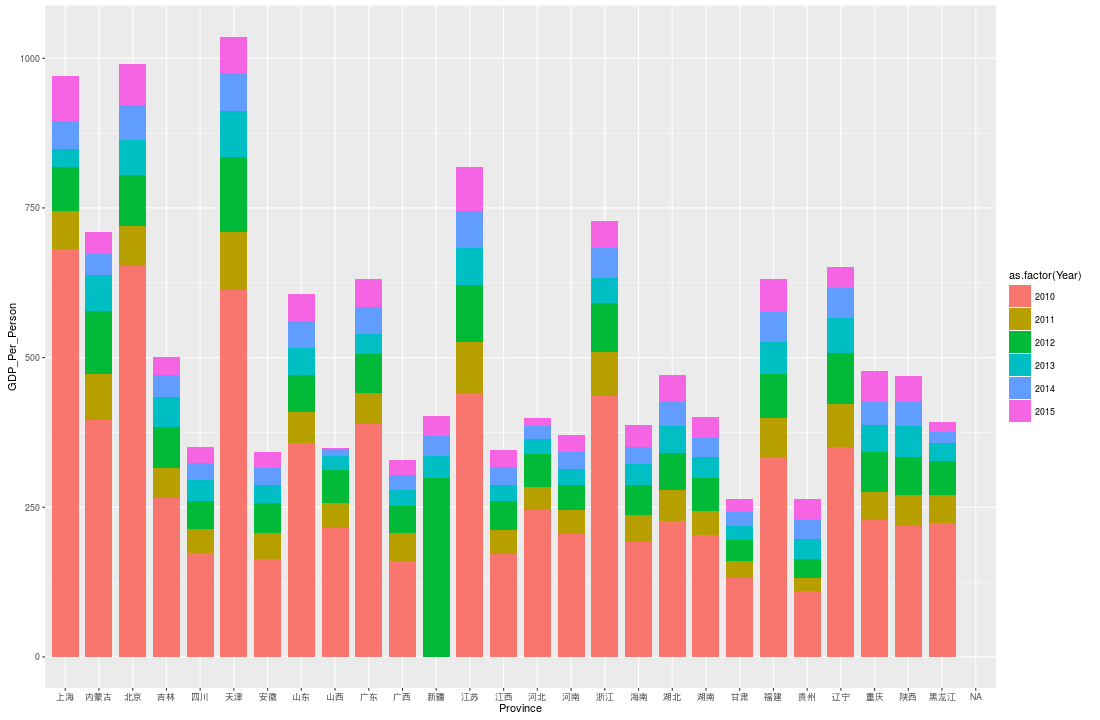 1000
750
500
250
0
GDP_Per_Person
上海 内蒙古 北京 吉林 四川 天津 安徽 山东 山西 广东 广西 新疆 江苏 江西 河北 河南 浙江 海南 湖北 湖南 甘肃 福建 贵州 辽宁 重庆 陕西 黑龙江 NA
Province
as.factor(Year)
2010
2011
2012
2013
2014
2015